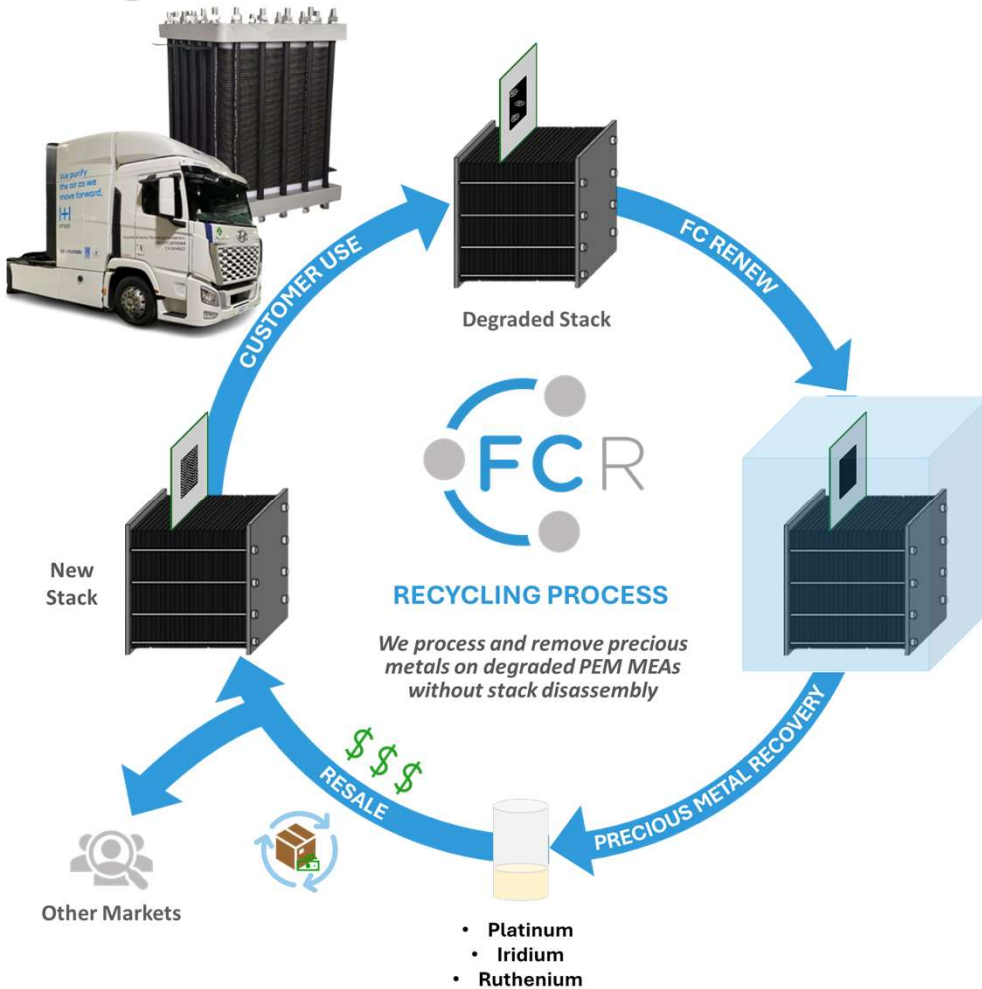 We purify
the air as we
move forward.
CUSTOMER USE
Degraded Stack
FC RENEW
New
Stack
FCR
RECYCLING PROCESS
We process and remove precious
metals on degraded PEM MEAs
without stack disassembly
PRECIOUS METAL RECOVERY
$$$
RESALE
Other Markets
• Platinum
• Iridium
• Ruthenium